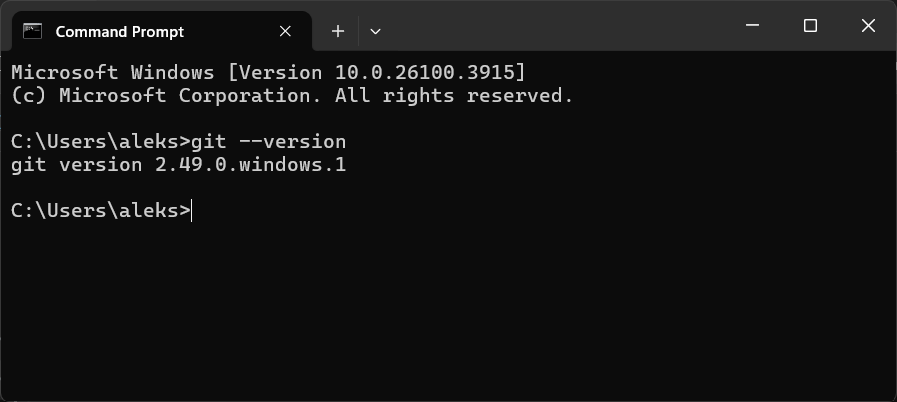 Command Prompt
Microsoft Windows [Version 10.0.26100.3915]
(c) Microsoft Corporation. All rights reserved.
C:\Users\aleks>git --version
git version 2.49.0.windows.1
C:\Users\aleks>